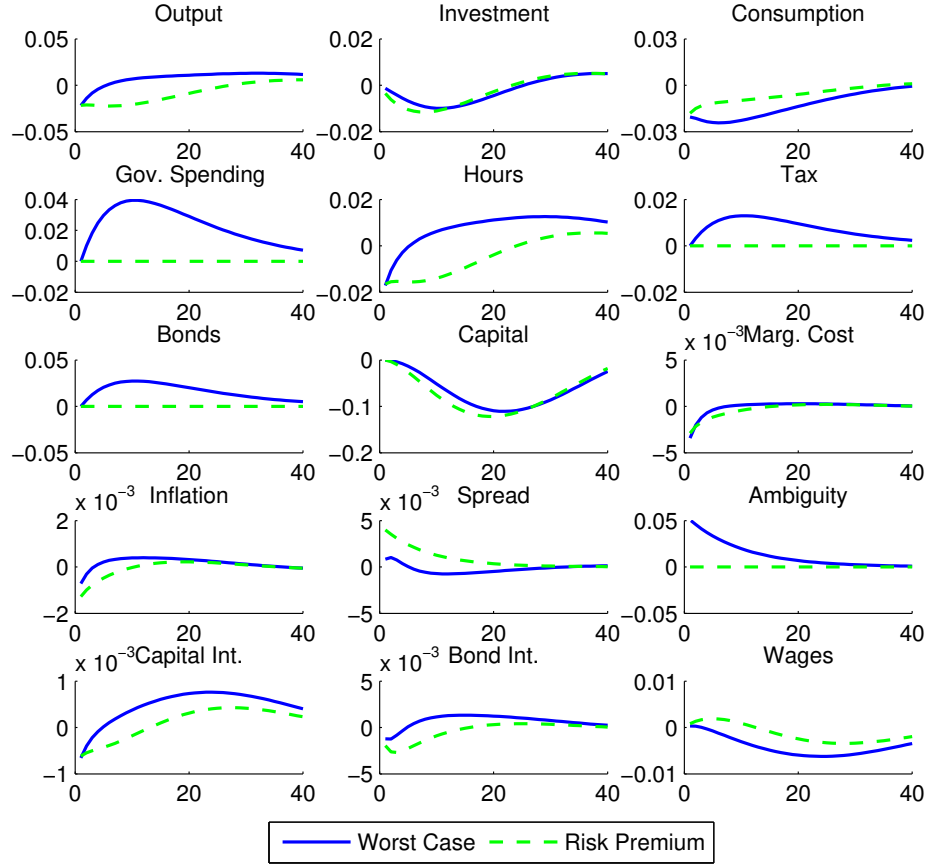 Output Investment Consumption
0.05 0.02 0.03
0 0 0
−0.05 −0.02 −0.03
0 20 40 0 20 40 0 20 40
Gov. Spending Hours Tax
0.04 0.02 0.02
0.02
0 0 0
−0.02 −0.02 −0.02
0 20 40 0 20 40 0 20 40
Bonds Capital x 10−3 Marg. Cost
0.05 0 5
0 −0.1 0
−0.05 −0.2 −5
0 20 40 0 20 40 0 20 40
x 10−3 Inflation x 10−3 Spread Ambiguity
2 5 0.05
0 0 0
−2 −5 −0.05
0 20 40 0 20 40 0 20 40
x 10−3 Capital Int. x 10−3 Bond Int. Wages
1 5 0.01
0 0 0
−1 −5 −0.01
0 20 40 0 20 40 0 20 40
Worst Case Risk Premium